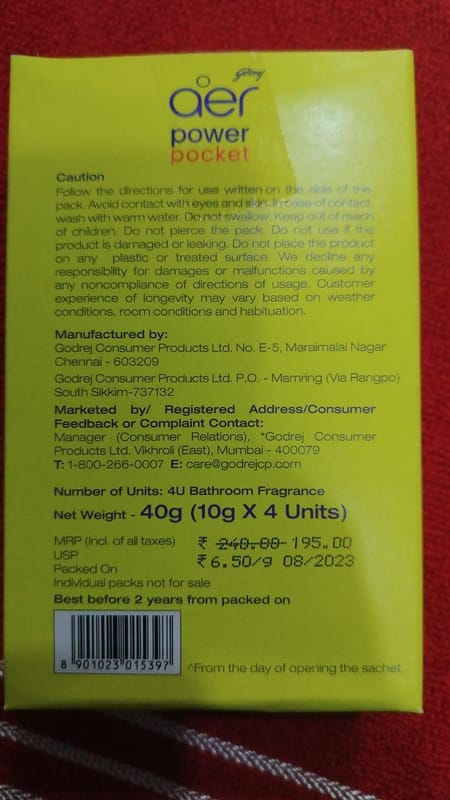 Godrej
aer
power
pocket
Caution
Follow the directions for use written on the side of the
pack. Avoid contact with eyes and skin. In case of contact,
wash with warm water. Do not swallow. Keep out of reach
of children. Do not pierce the pack. Do not use if the
product is damaged or leaking. Do not place the product
on any plastic or treated surface. We decline any
responsibility for damages or malfunctions caused by
any noncompliance of directions of usage. Customer
experience of longevity may vary based on weather
conditions, room conditions and habituation.
Manufactured by:
Godrej Consumer Products Ltd. No. E-5, Maraimalai Nagar
Chennai - 603209
Godrej Consumer Products Ltd. P.O. - Mamring (Via Rangpo)
South Sikkim-737132
Marketed by/ Registered Address/Consumer
Feedback or Complaint Contact:
Manager (Consumer Relations), *Godrej Consumer
Products Ltd. Vikhroli (East), Mumbai - 400079
T: 1-800-266-0007 E: care@godrejcp.com
Number of Units: 4U Bathroom Fragrance
Net Weight - 40g (10g X 4 Units)
MRP (Incl. of all taxes) ₹ 240.00 195.00
USP ₹ 6.50/g 08/2023
Packed On
Individual packs not for sale
Best before 2 years from packed on
8 901023 015397
^From the day of opening the sachet